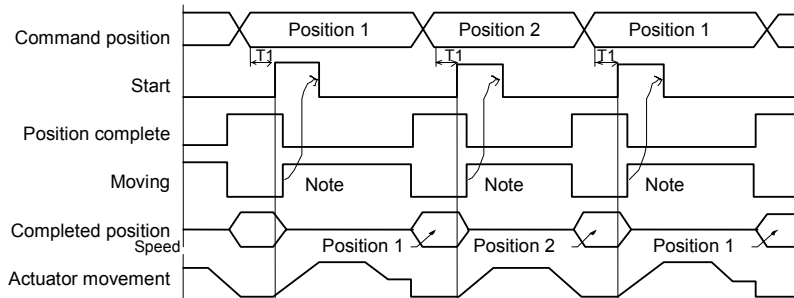 Command position Position 1 Position 2 Position 1
T1 T1 T1
Start
Position complete
Moving Note Note Note
Completed position
Speed Position 1 Position 2 Position 1
Actuator movement